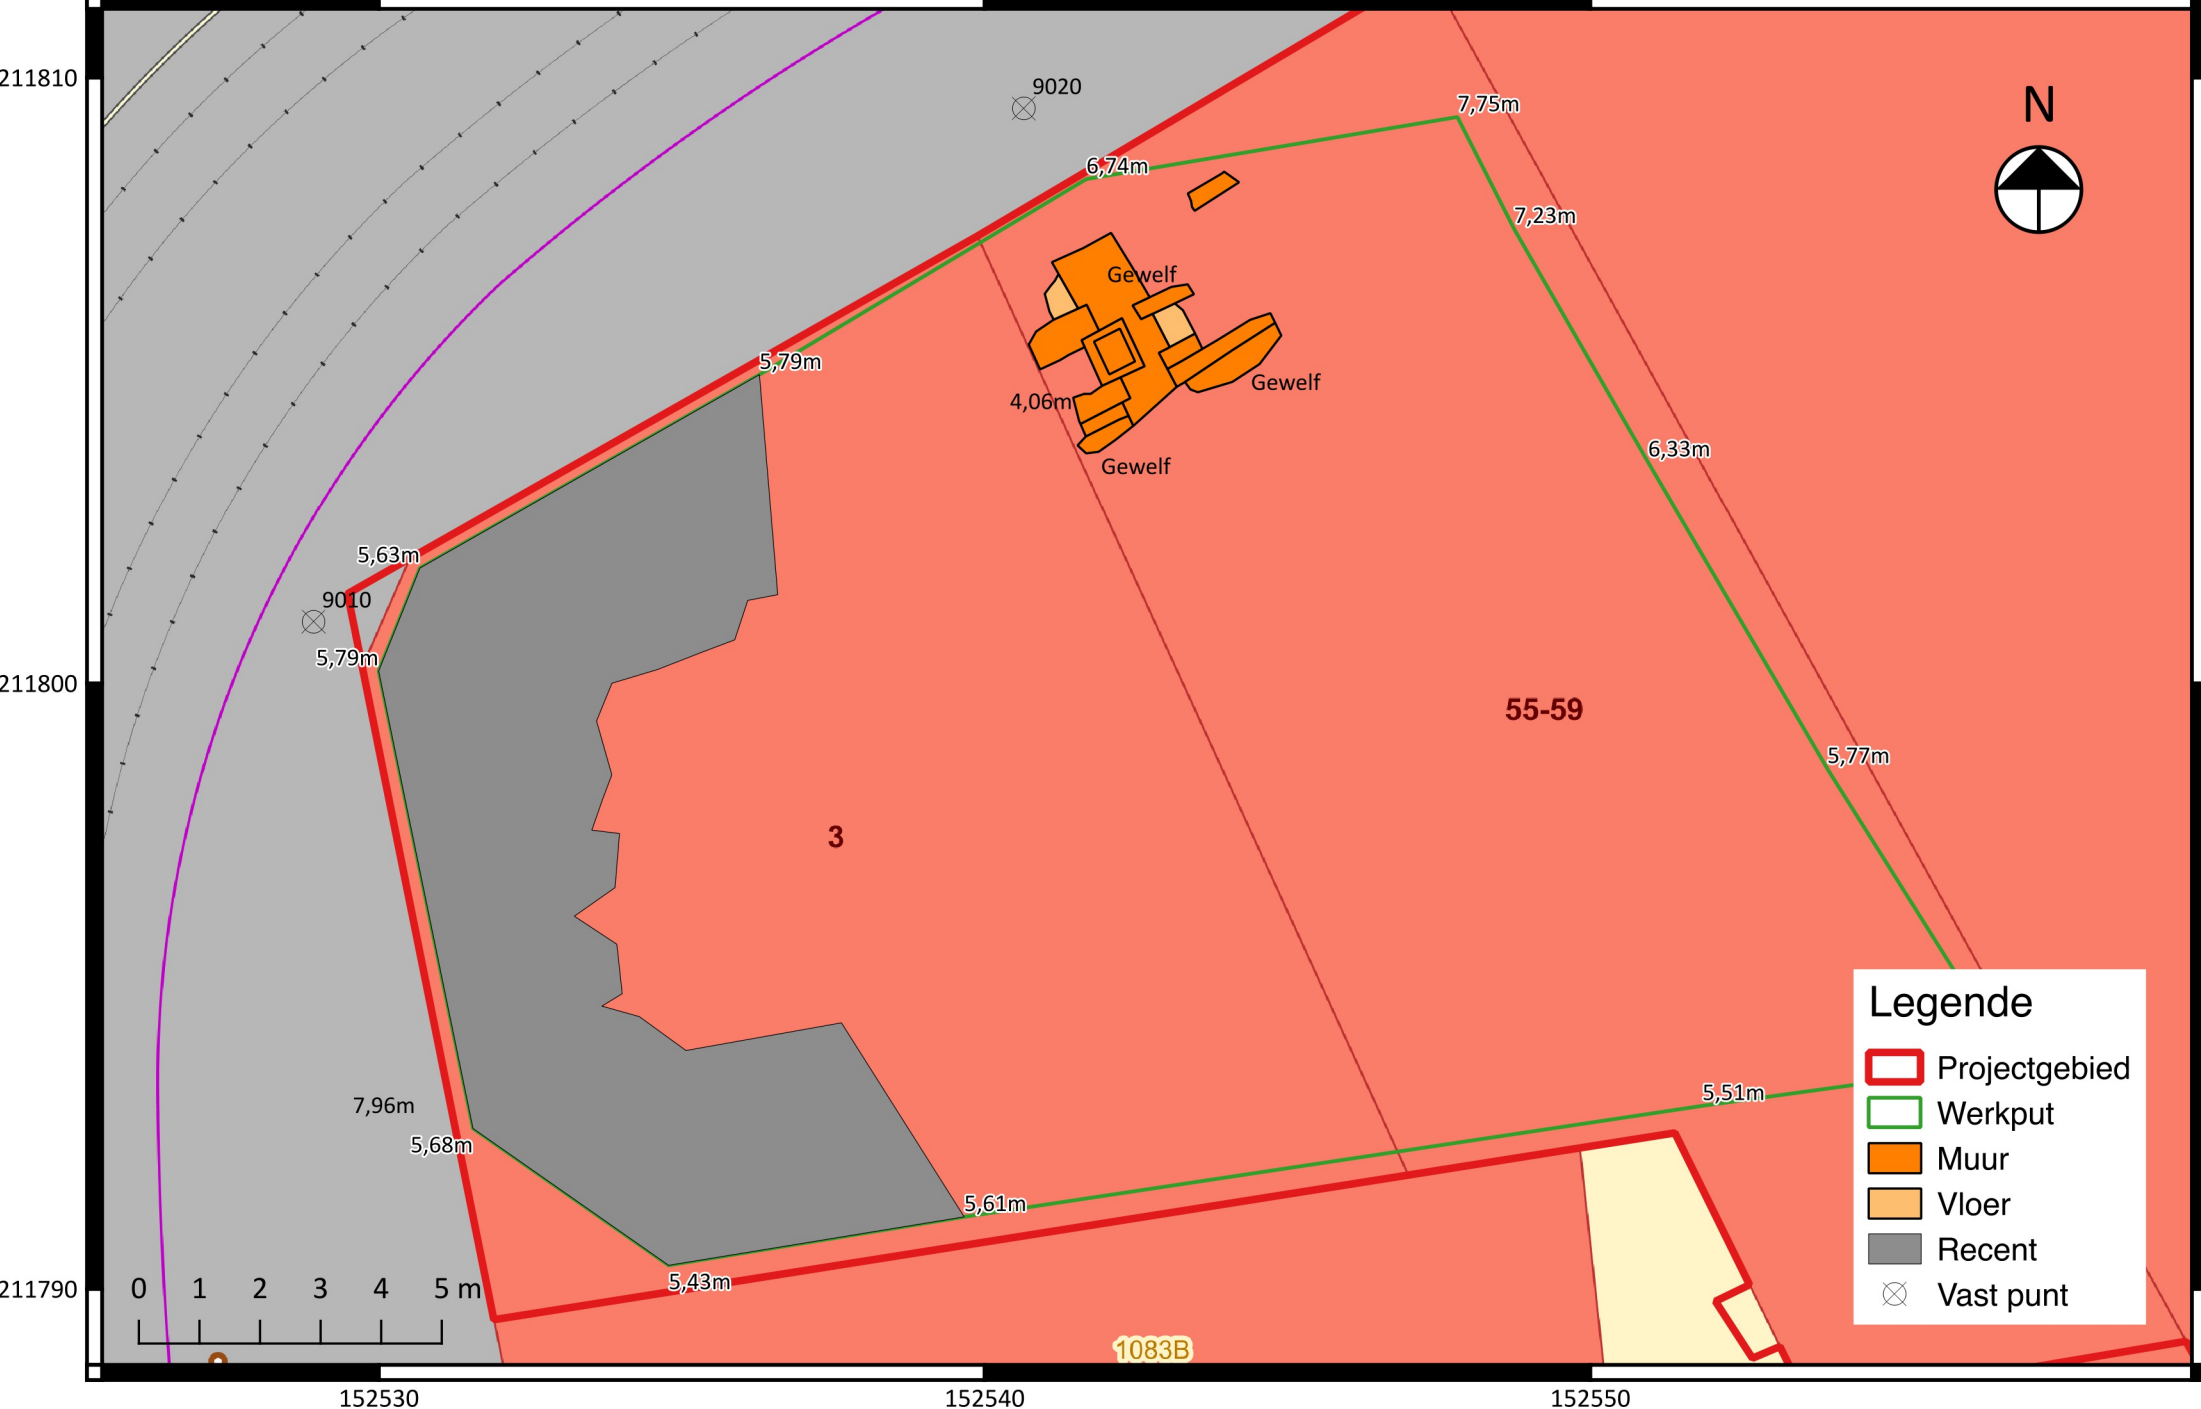 211810
9020
7,75m
N
6,74m
7,23m
Gewelf
5,79m
Gewelf
4,06m
6,33m
Gewelf
5,63m
9010
5,79m
211800
55-59
5,77m
3
Legende
Projectgebied
Werkput
Muur
Vloer
Recent
Vast punt
5,51m
7,96m
5,68m
5,61m
5,43m
211790
0 1 2 3 4 5 m
1083B
152530
152540
152550